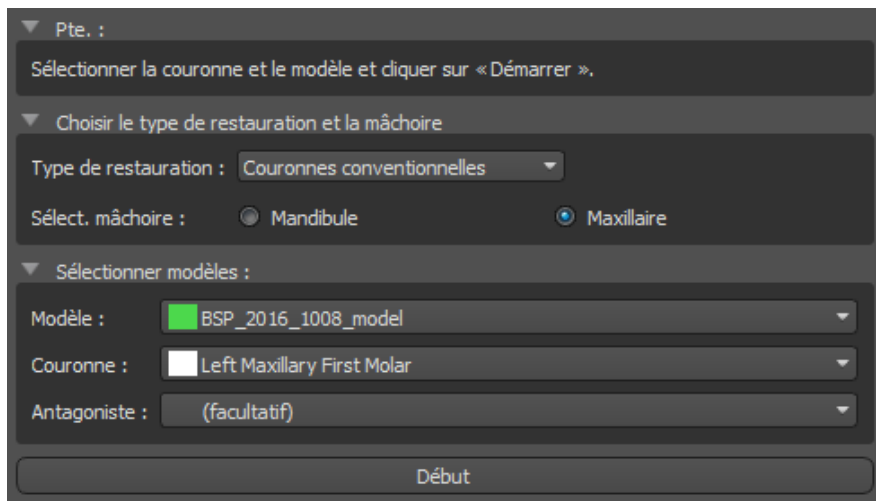 Pte. :
Sélectionner la couronne et le modèle et cliquer sur « Démarrer ».
Choisir le type de restauration et la mâchoire
Type de restauration : Couronnes conventionnelles
Sélect. mâchoire : Mandibule Maxillaire
Sélectionner modèles :
Modèle : BSP_2016_1008_model
Couronne : Left Maxillary First Molar
Antagoniste : (facultatif)
Début